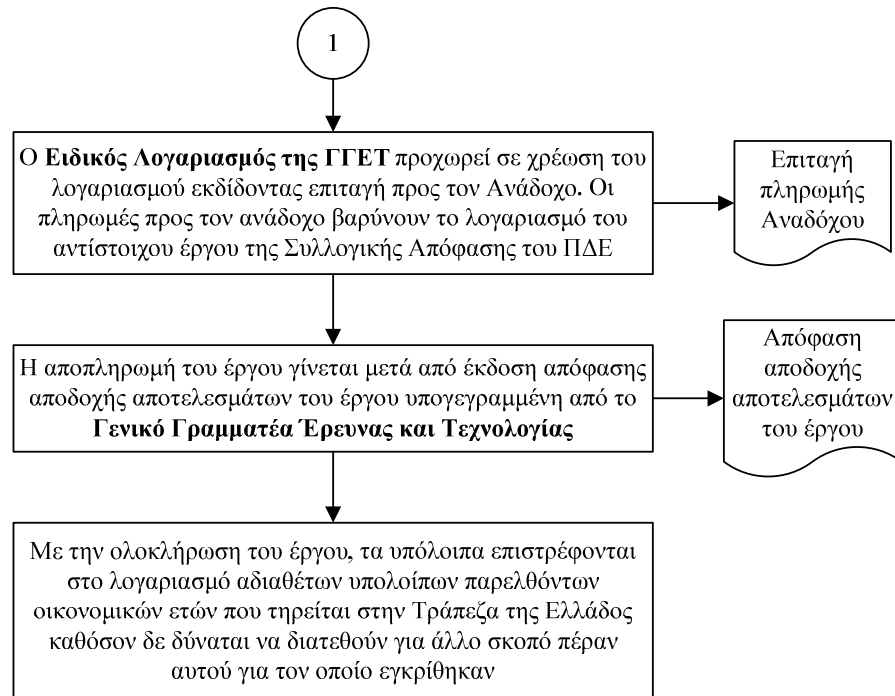 1
Ο Ειδικός Λογαριασμός της ΓΓΕΤ προχωρεί σε χρέωση του
λογαριασμού εκδίδοντας επιταγή προς τον Ανάδοχο. Οι
πληρωμές προς τον ανάδοχο βαρύνουν το λογαριασμό του
αντίστοιχου έργου της Συλλογικής Απόφασης του ΠΔΕ
Επιταγή
πληρωμής
Αναδόχου
Η αποπληρωμή του έργου γίνεται μετά από έκδοση απόφασης
αποδοχής αποτελεσμάτων του έργου υπογεγραμμένη από το
Γενικό Γραμματέα Έρευνας και Τεχνολογίας
Απόφαση
αποδοχής
αποτελεσμάτων
του έργου
Με την ολοκλήρωση του έργου, τα υπόλοιπα επιστρέφονται
στο λογαριασμό αδιαθέτων υπολοίπων παρελθόντων
οικονομικών ετών που τηρείται στην Τράπεζα της Ελλάδος
καθόσον δε δύναται να διατεθούν για άλλο σκοπό πέραν
αυτού για τον οποίο εγκρίθηκαν